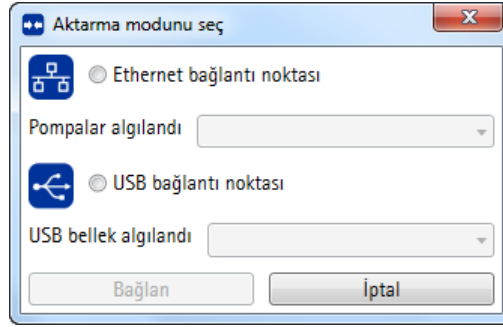 Aktarma modunu seç
Ethernet bağlantı noktası
Pompalar algılandı
USB bağlantı noktası
USB bellek algılandı
Bağlan İptal